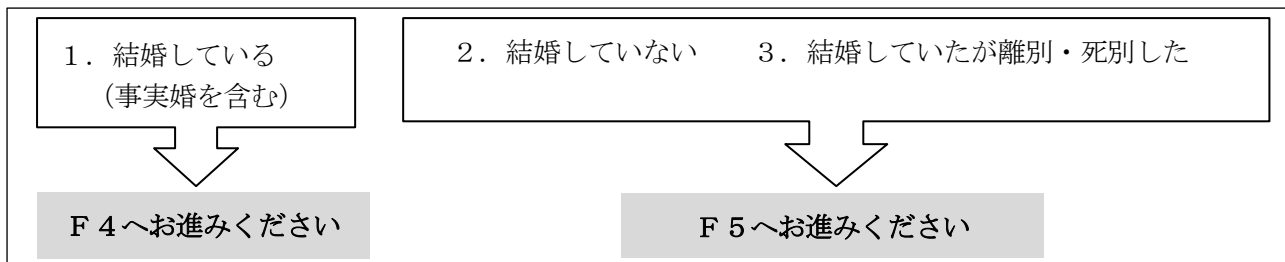 １．結婚している
（事実婚を含む）
２．結婚していない　　３．結婚していたが離別・死別した
Ｆ４へお進みください
Ｆ５へお進みください